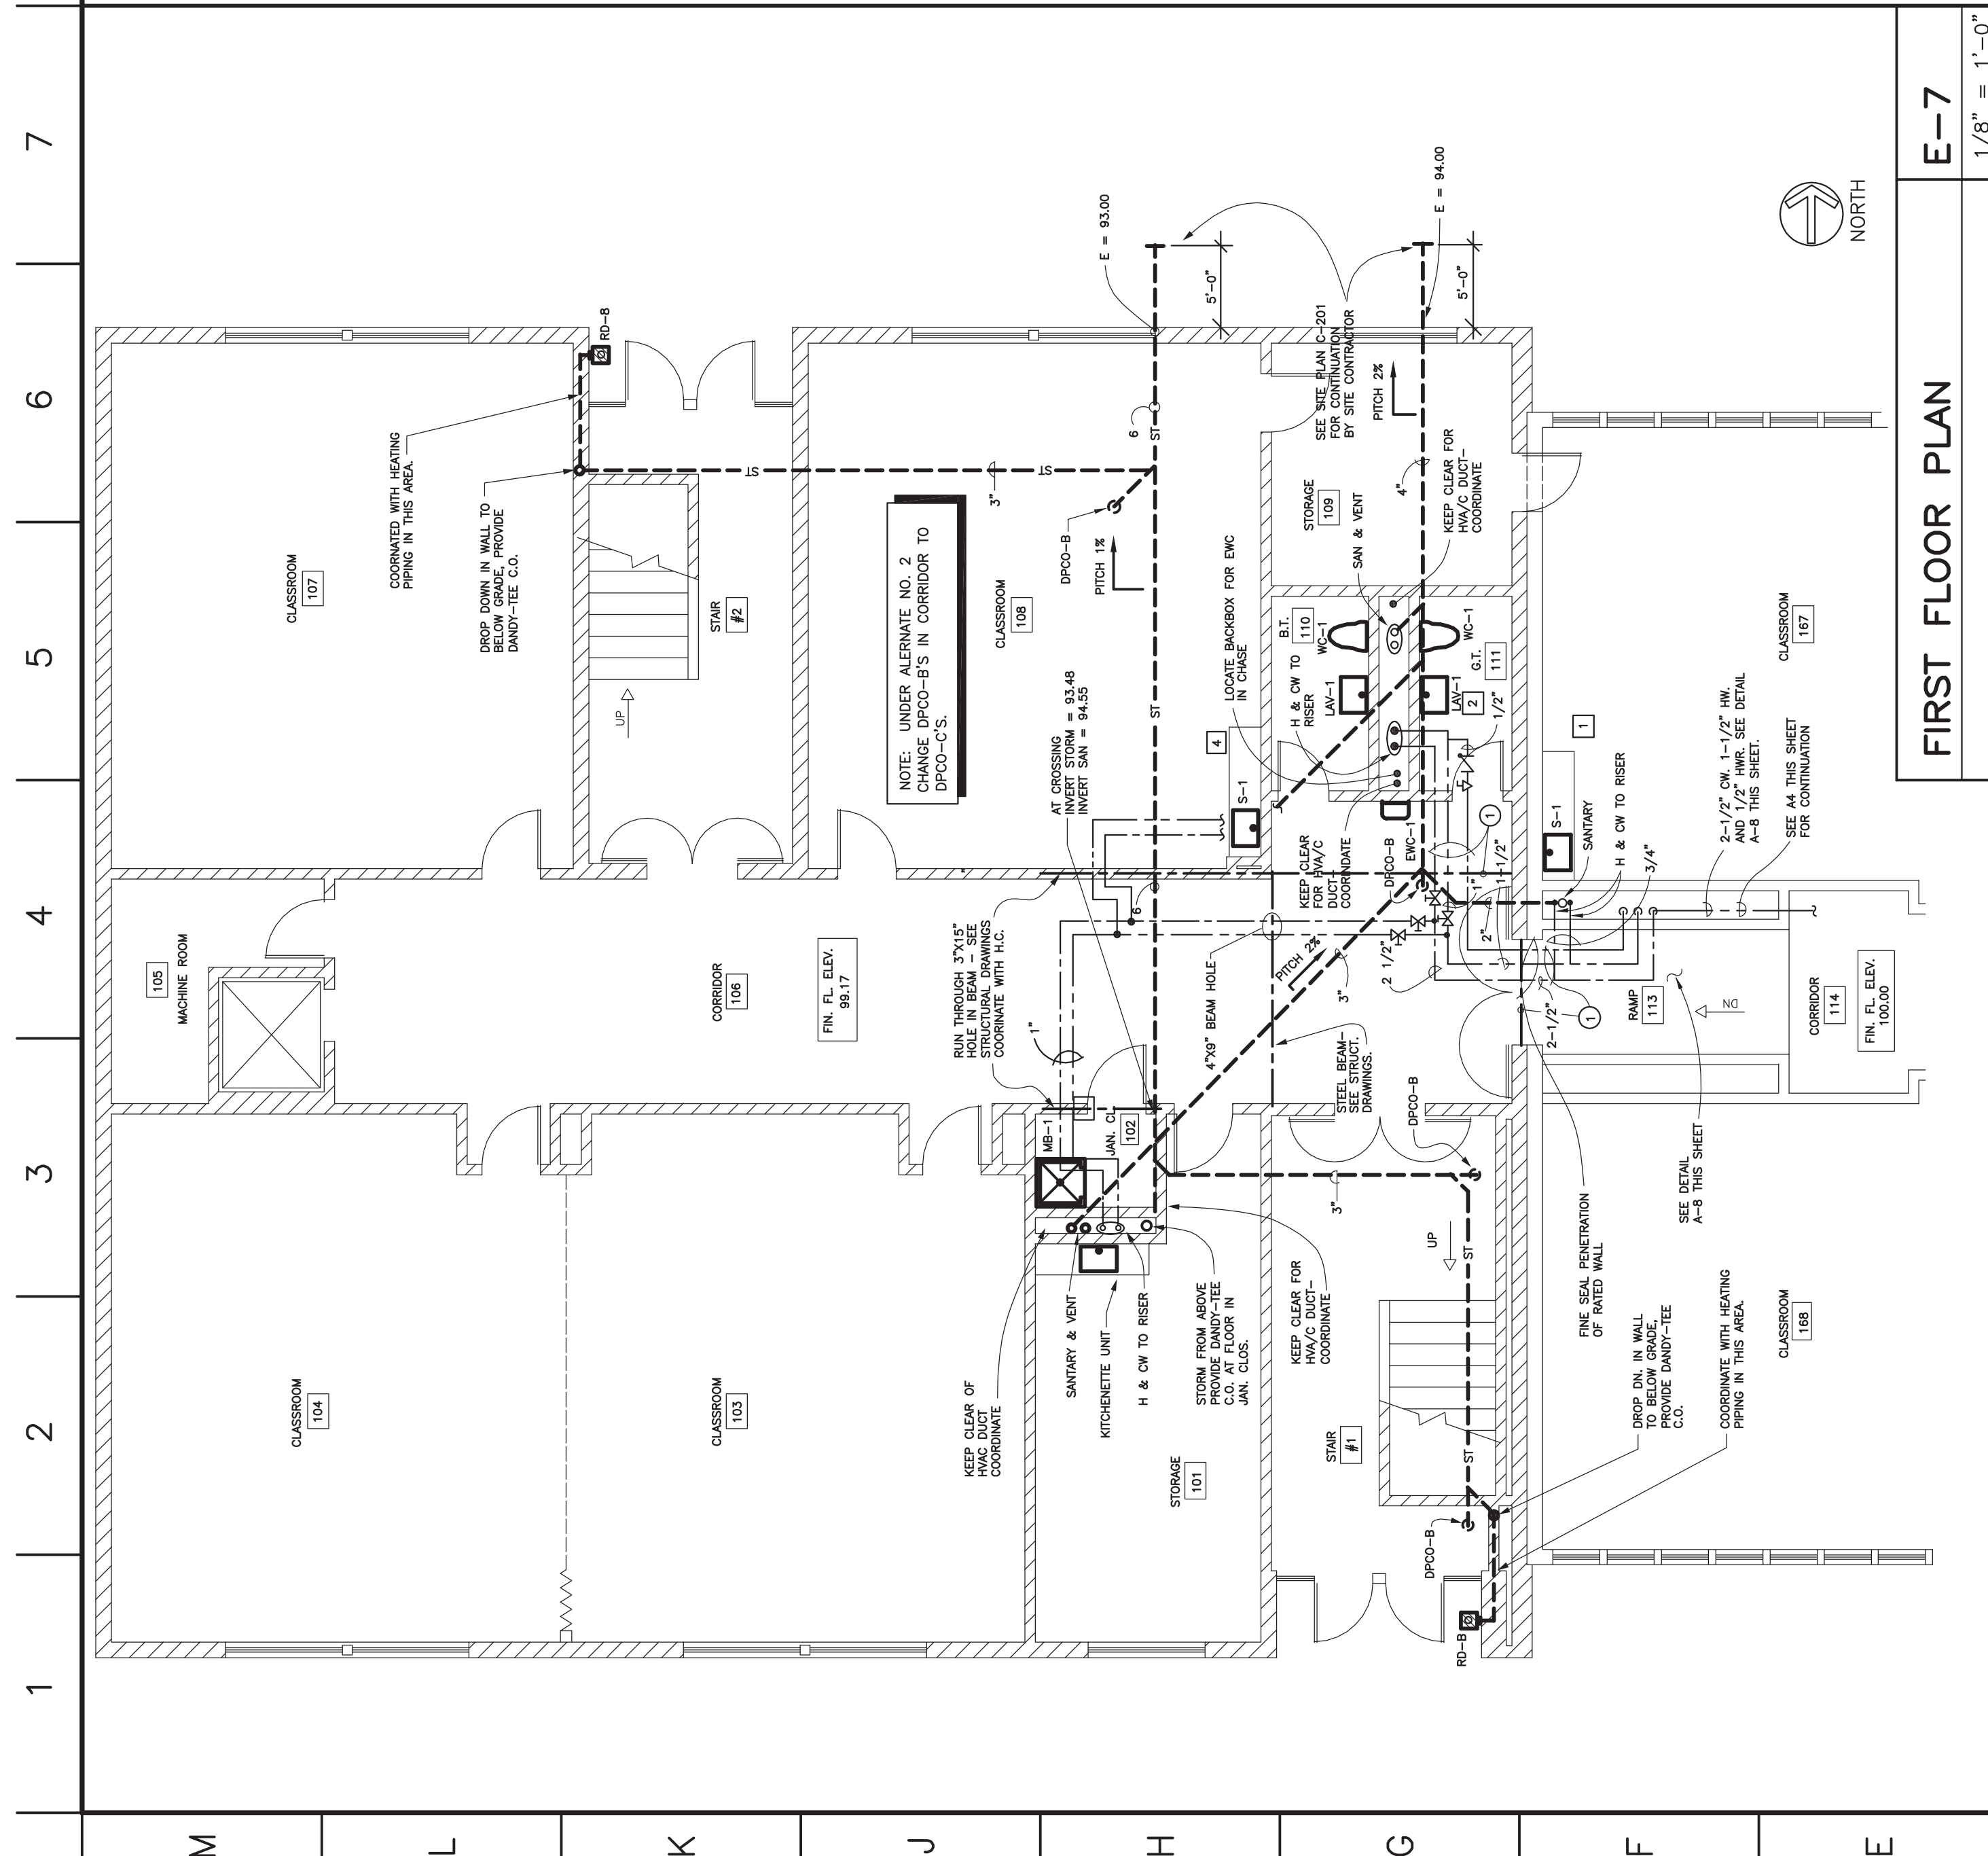 7
6
5
4
3
2
1
M
L
K
J
H
G
F
E
FIRST FLOOR PLAN
E-7
1/8" = 1'-0"
NORTH
CLASSROOM
107
COORNATED WITH HEATING
PIPING IN THIS AREA.
DROP DOWN IN WALL TO
BELOW GRADE, PROVIDE
DANDY-TEE C.O.
RD-8
ST
STAIR
#2
UP
NOTE: UNDER ALERNATE NO. 2
CHANGE DPCO-B'S IN CORRIDOR TO
DPCO-C'S.
3"
ST
CLASSROOM
108
DPCO-B
PITCH 1%
E = 93.00
6
ST
5'-0"
ST
AT CROSSING
INVERT STORM = 93.48
INVERT SAN = 94.55
SEE SITE PLAN C-201
FOR CONTINUATION
BY SITE CONTRACTOR
E = 94.00
5'-0"
PITCH 2%
4"
STORAGE
109
SAN & VENT
KEEP CLEAR FOR
HVA/C DUCT-
COORDINATE
LOCATE BACKBOX FOR EWC
IN CHASE
B.T.
110
WC-1
WC-1
H & CW TO
RISER
LAV-1
LAV-1
G.T.
111
2
1/2"
4
S-1
KEEP CLEAR
FOR HVA/C
DUCT-
COORINDATE
DPCO-B
EWC-1
1
1"
1-1/2"
2"
CLASSROOM
167
1
S-1
SANTARY
H & CW TO RISER
3/4"
2-1/2" CW. 1-1/2" HW.
AND 1/2" HWR. SEE DETAIL
A-8 THIS SHEET.
SEE A4 THIS SHEET
FOR CONTINUATION
105
MACHINE ROOM
CORRIDOR
106
FIN. FL. ELEV.
99.17
RUN THROUGH 3"X15"
HOLE IN BEAM - SEE
STRUCTURAL DRAWINGS
COORINATE WITH H.C.
6
1"
4"X9" BEAM HOLE
PITCH 2%
3"
2 1/2"
2-1/2"
1
RAMP
113
DN
CORRIDOR
114
FIN. FL. ELEV.
100.00
STEEL BEAM-
SEE STRUCT.
DRAWINGS.
MB-1
JAN. CL
102
DPCO-B
3"
UP
ST
SEE DETAIL
A-8 THIS SHEET
FINE SEAL PENETRATION
OF RATED WALL
CLASSROOM
104
CLASSROOM
103
KEEP CLEAR OF
HVAC DUCT
COORDINATE
SANTARY & VENT
KITCHENETTE UNIT
H & CW TO RISER
STORM FROM ABOVE
PROVIDE DANDY-TEE
C.O. AT FLOOR IN
JAN. CLOS.
KEEP CLEAR FOR
HVA/C DUCT-
COORDINATE
STORAGE
101
STAIR
#1
ST
DPCO-B
RD-B
DROP DN. IN WALL
TO BELOW GRADE,
PROVIDE DANDY-TEE
C.O.
COORDINATE WITH HEATING
PIPING IN THIS AREA.
CLASSROOM
168